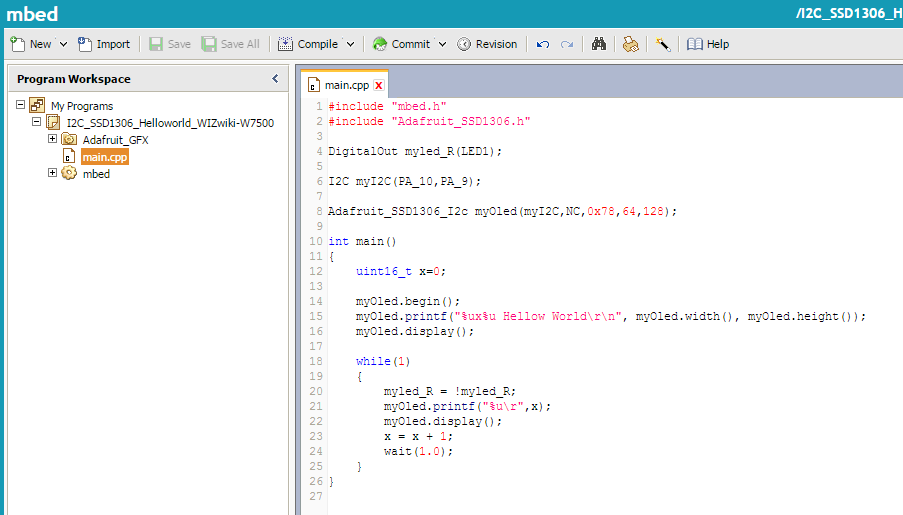 mbed
/I2C_SSD1306_H
New Import Save Save All Compile Commit Revision Help
Program Workspace
My Programs
I2C_SSD1306_Helloworld_WIZwiki-W7500
Adafruit_GFX
main.cpp
mbed
main.cpp
1 #include "mbed.h"
2 #include "Adafruit_SSD1306.h"
3
4 DigitalOut myled_R(LED1);
5
6 I2C myI2C(PA_10,PA_9);
7
8 Adafruit_SSD1306_I2c myOled(myI2C,NC,0x78,64,128);
9
10 int main()
11 {
12     uint16_t x=0;
13
14     myOled.begin();
15     myOled.printf("%ux%u Hellow World\r\n", myOled.width(), myOled.height());
16     myOled.display();
17
18     while(1)
19     {
20         myled_R = !myled_R;
21         myOled.printf("%u\r",x);
22         myOled.display();
23         x = x + 1;
24         wait(1.0);
25     }
26 }
27